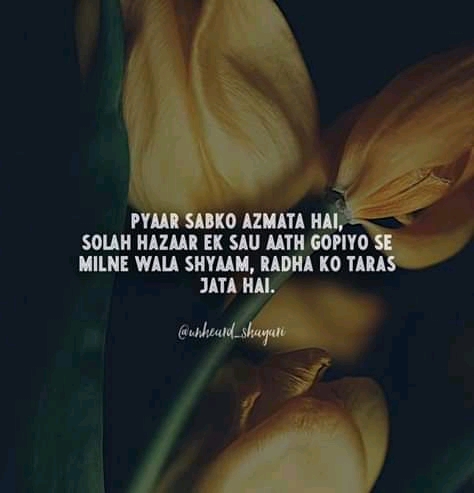 PYAAR SABKO AZMATA HAI,
SOLAH HAZAAR EK SAU AATH GOPIYO SE
MILNE WALA SHYAAM, RADHA KO TARAS
JATA HAI.
@unheard_shayari